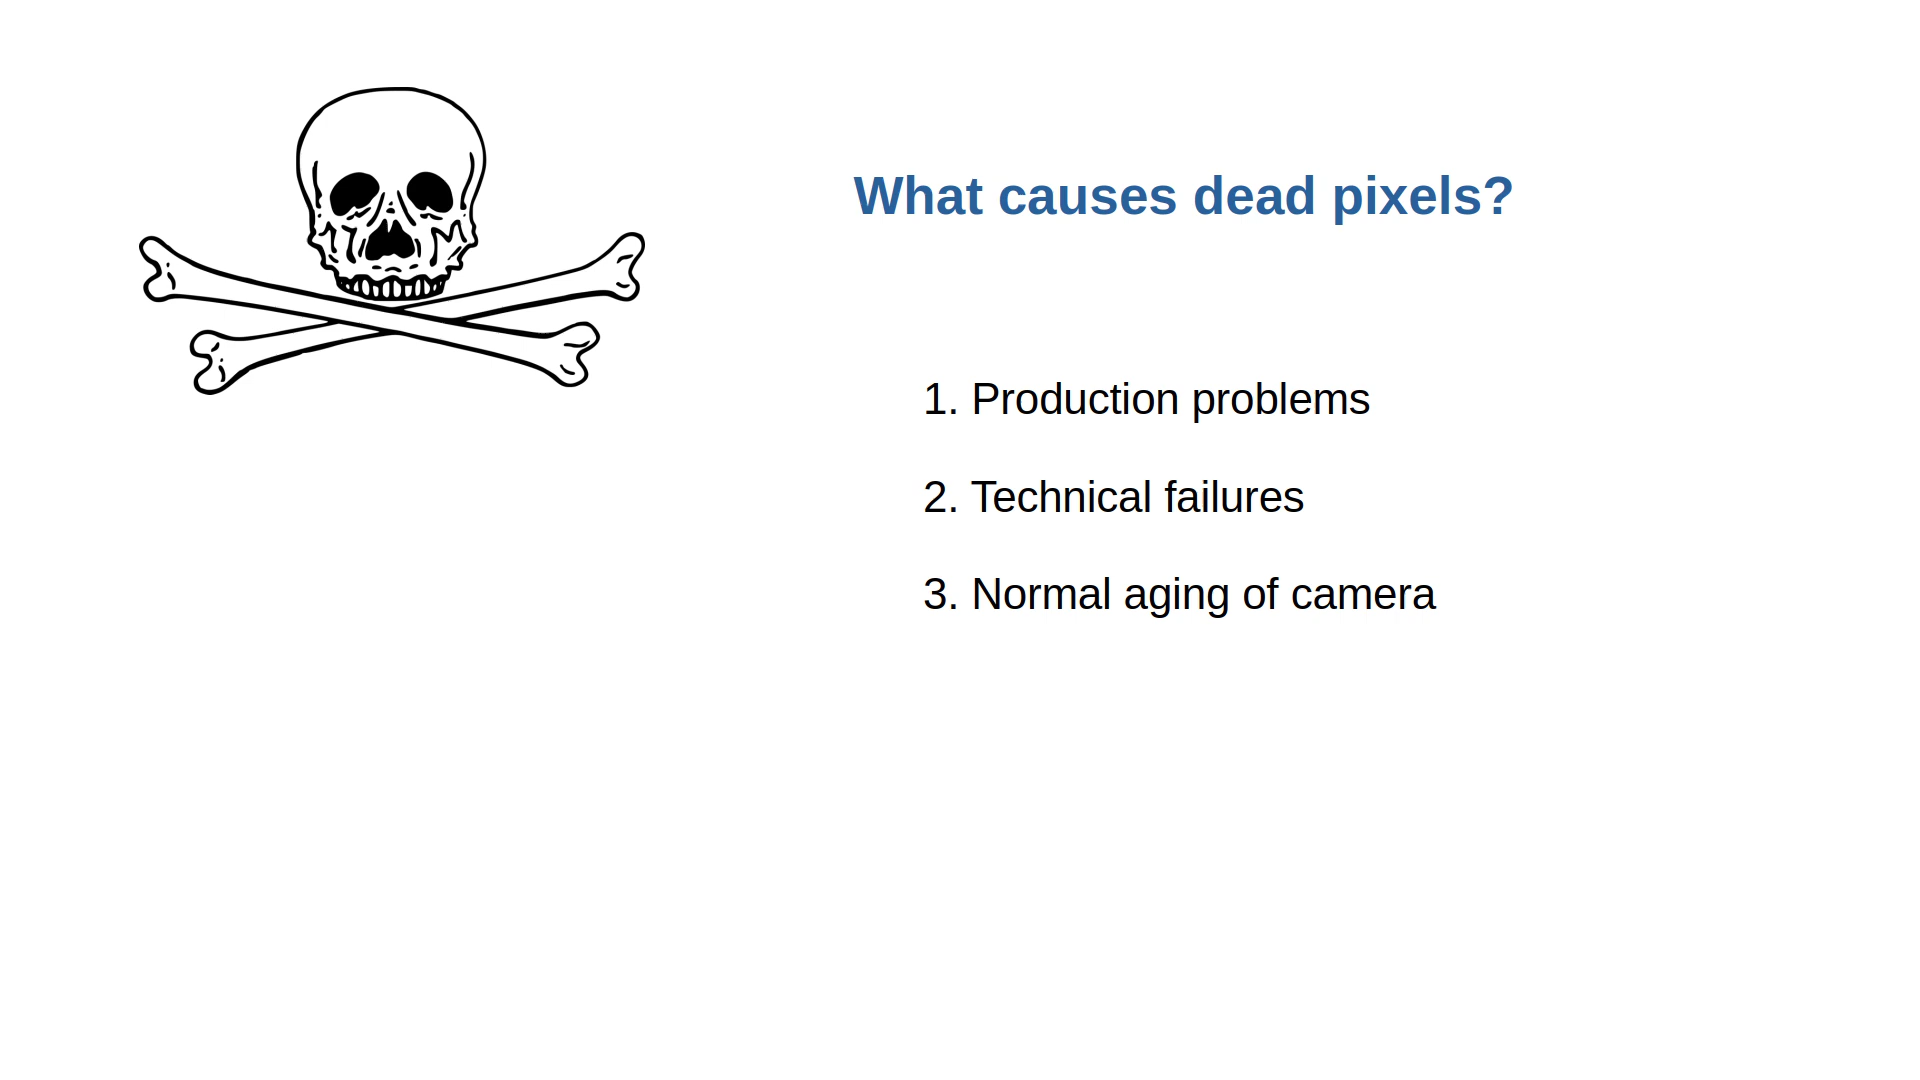 What causes dead pixels?
1. Production problems
2. Technical failures
3. Normal aging of camera